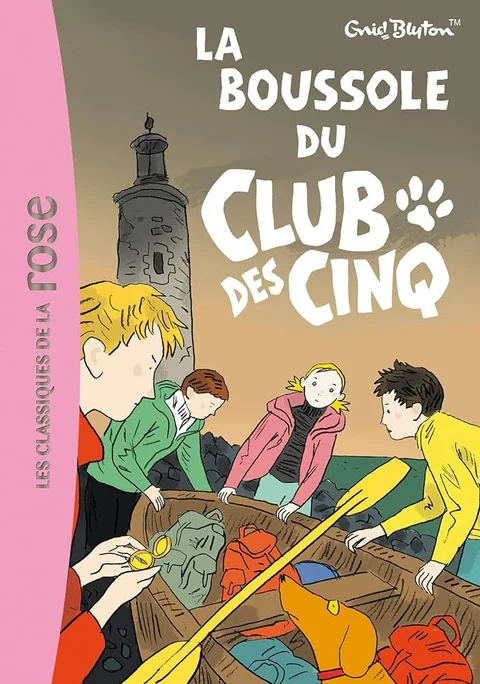 Enid Blyton™
LA
BOUSSOLE
DU
CLUB
DES CINQ
LES CLASSIQUES DE LA rose